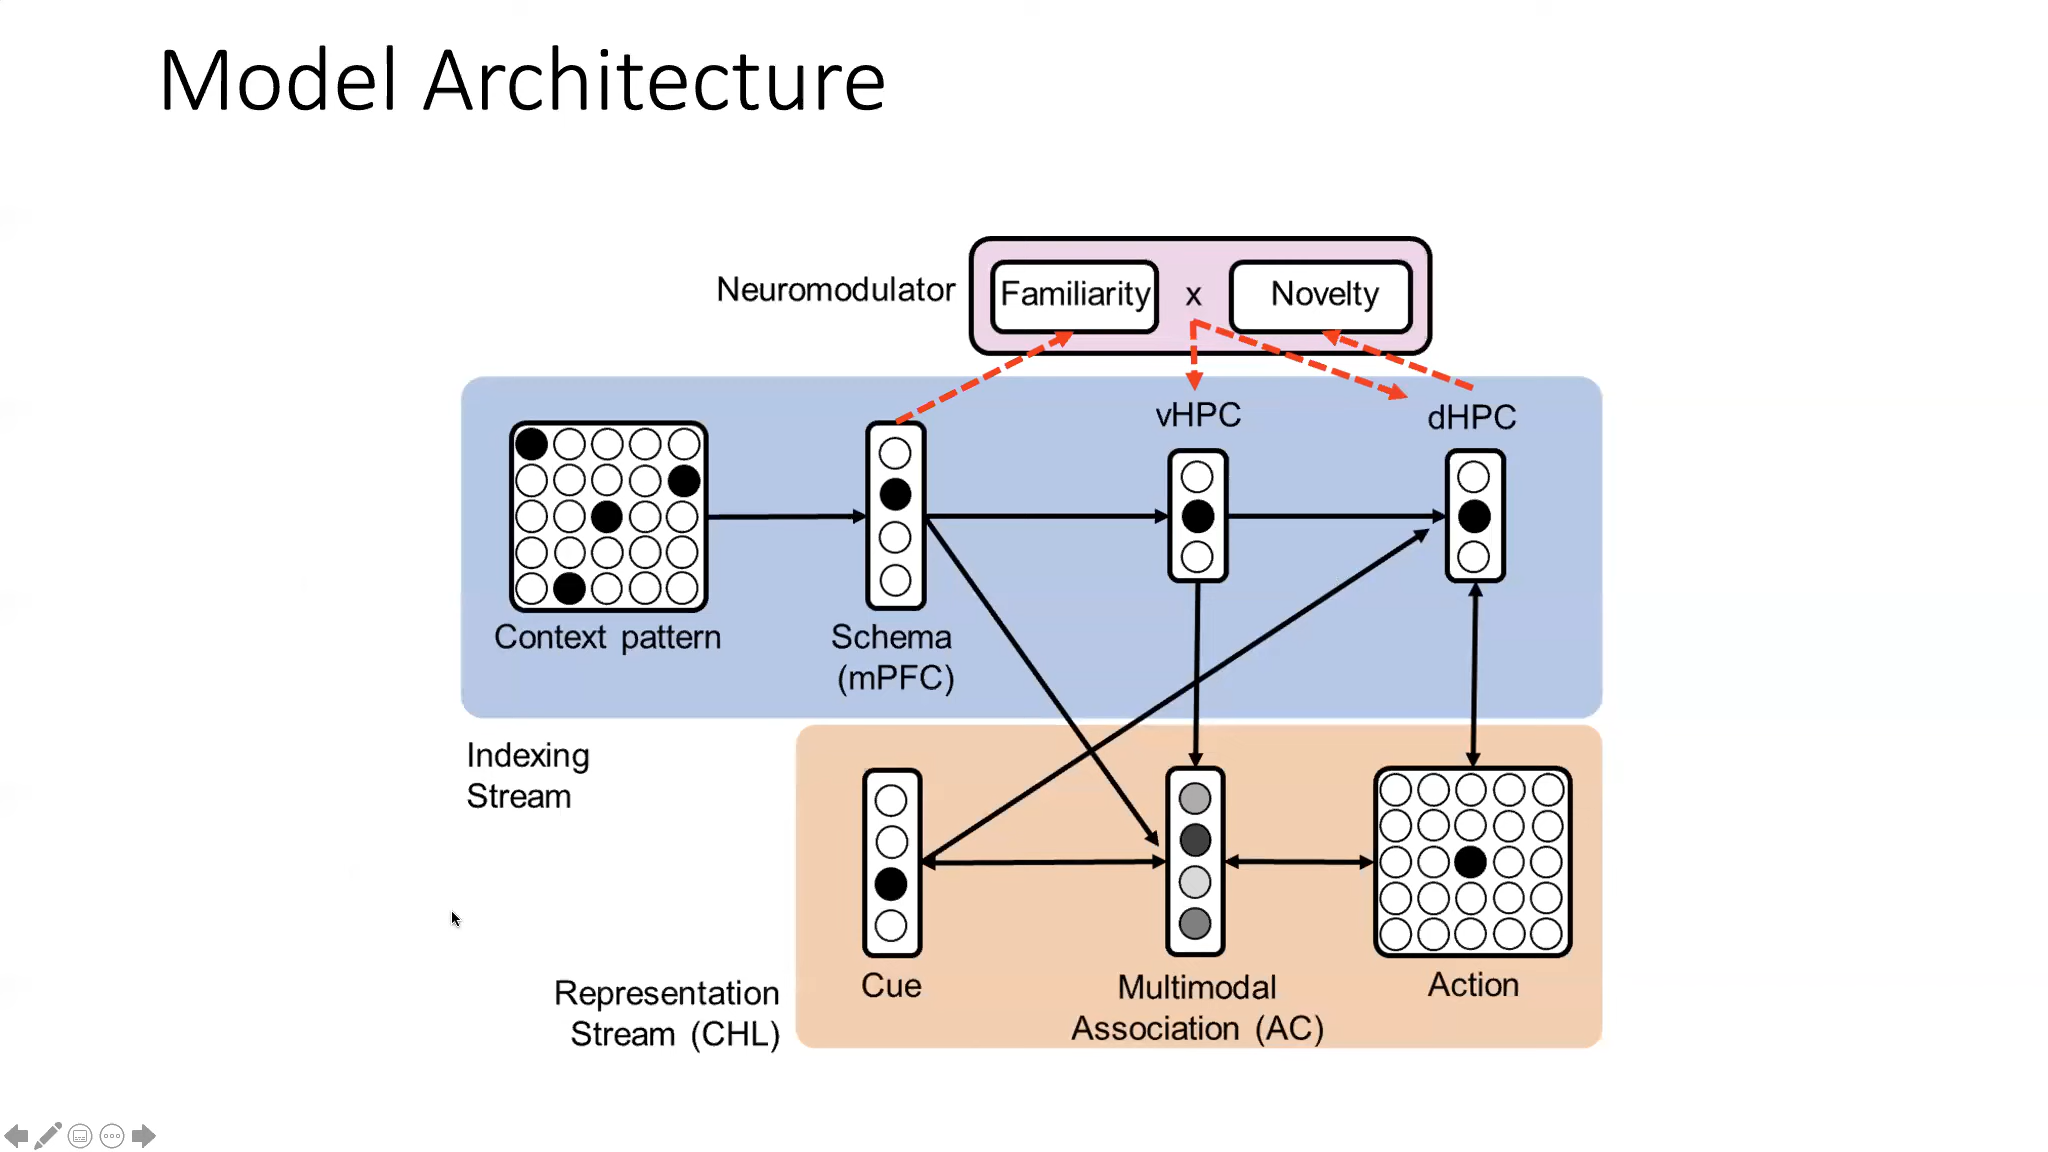 Model Architecture
Neuromodulator
Familiarity x Novelty
vHPC
dHPC
Context pattern
Schema
(mPFC)
Indexing
Stream
Cue
Multimodal
Association (AC)
Action
Representation
Stream (CHL)